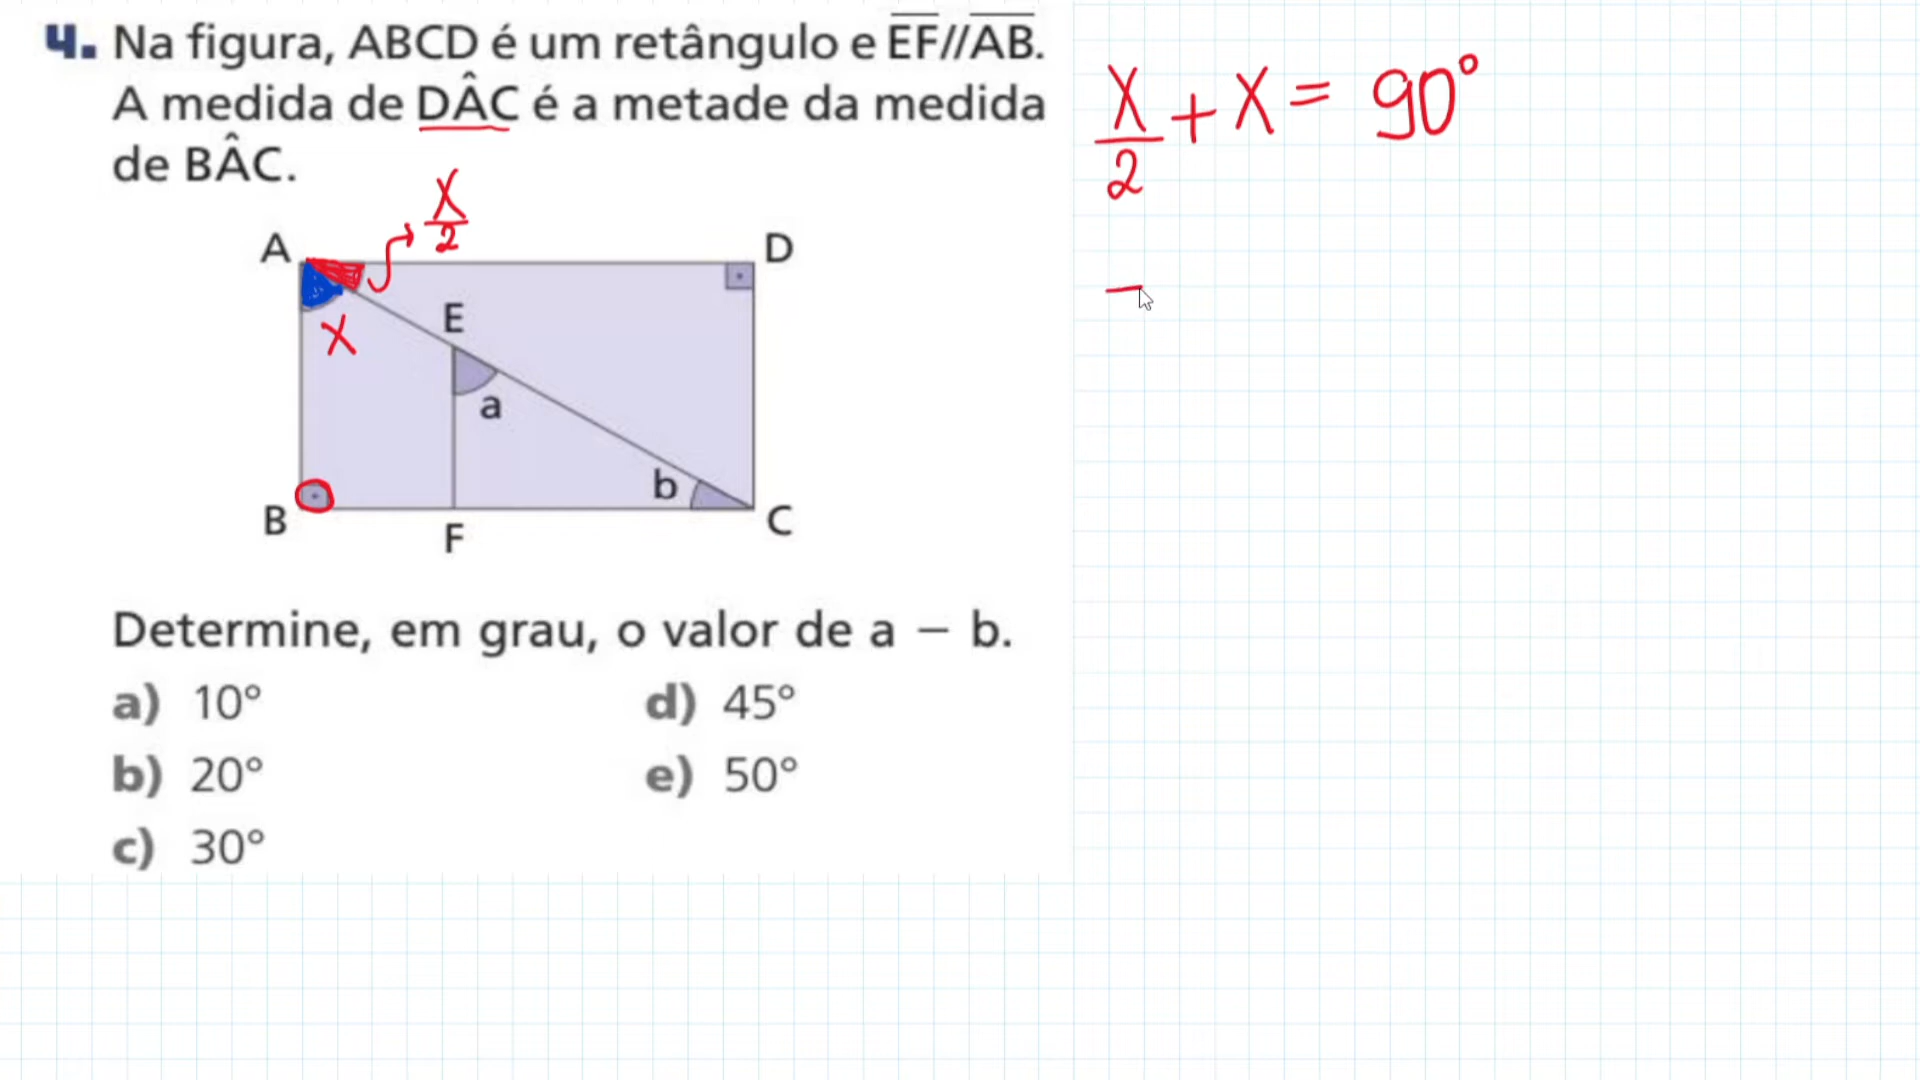 4. Na figura, ABCD é um retângulo e EF//AB.
A medida de DÂC é a metade da medida
de BÂC.
X/2
A
D
E
X
a
b
B
C
F
Determine, em grau, o valor de a − b.
a) 10°
b) 20°
c) 30°
d) 45°
e) 50°
X/2 + X = 90°